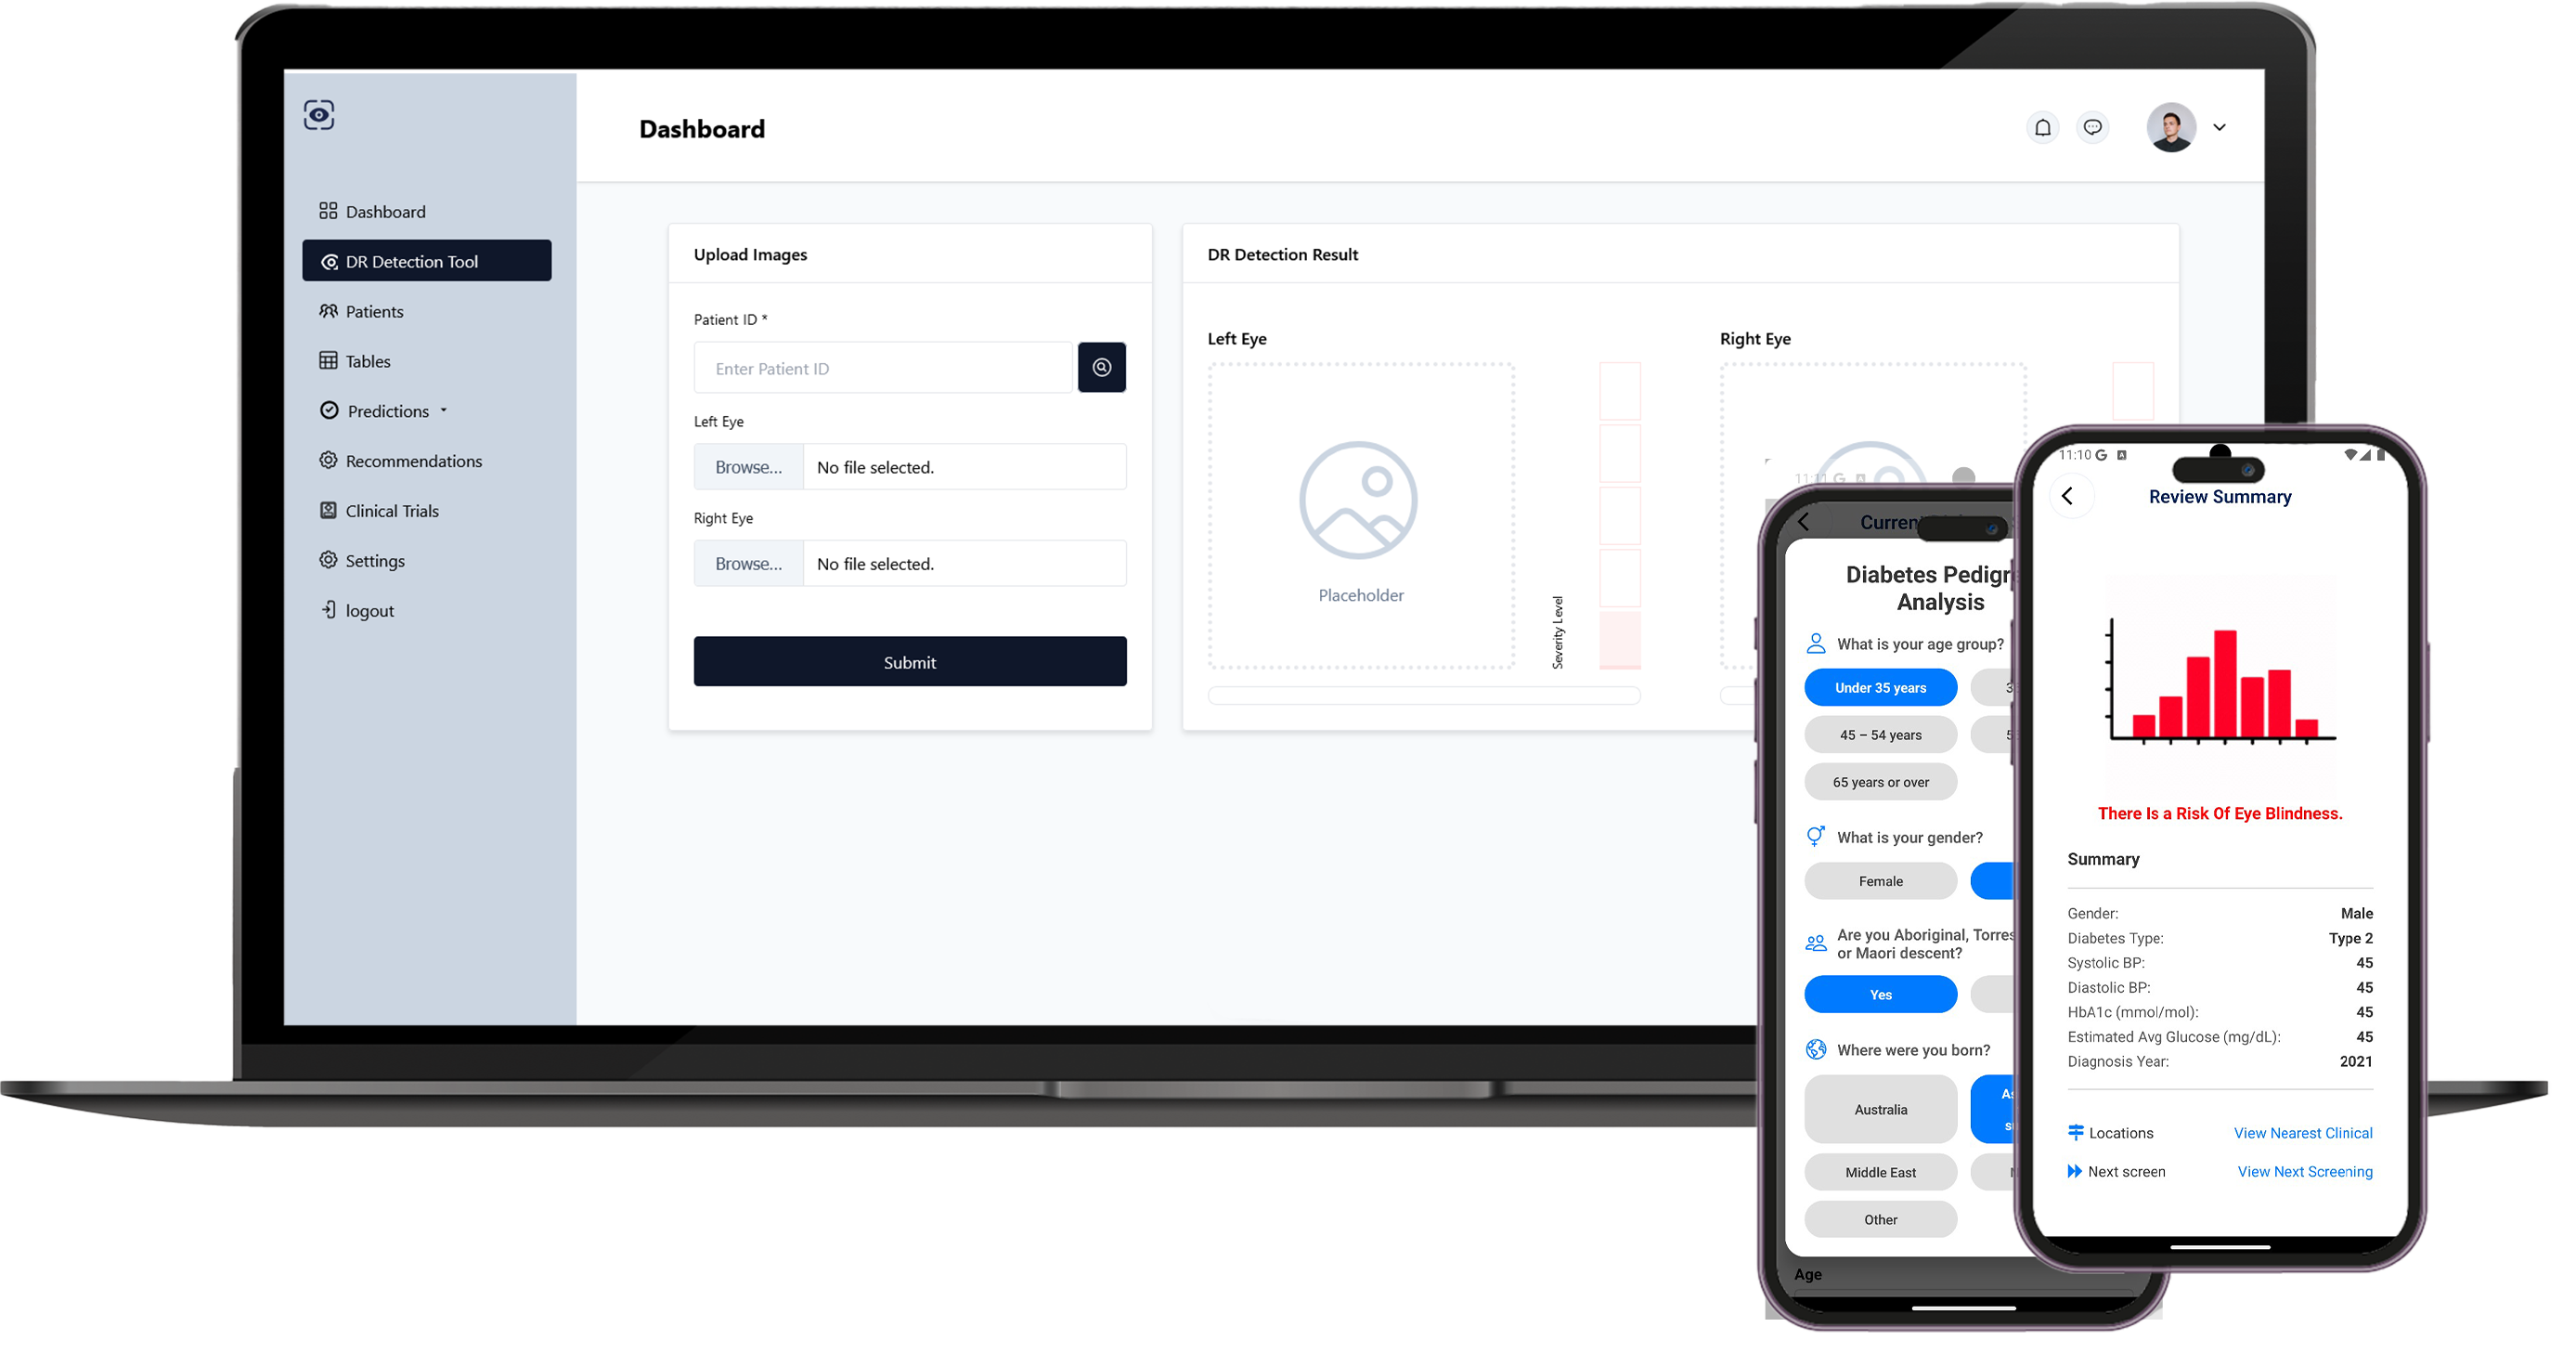 Dashboard
Dashboard
DR Detection Tool
Patients
Tables
Predictions
Recommendations
Clinical Trials
Settings
logout
Upload Images
Patient ID *
Enter Patient ID
Left Eye
Browse... No file selected.
Right Eye
Browse... No file selected.
Submit
DR Detection Result
Left Eye
Placeholder
Severity Level
Right Eye
11:11
Diabetes
Analysis
What is your age group?
Under 35 years
45 – 54 years
65 years or over
What is your gender?
Female
Are you Aboriginal, Torres
or Maori descent?
Yes
Where were you born?
Australia
Middle East
Other
Age
11:10 G A
Review Summary
There Is a Risk Of Eye Blindness.
Summary
Gender: Male
Diabetes Type: Type 2
Systolic BP: 45
Diastolic BP: 45
HbA1c (mmol/mol): 45
Estimated Avg Glucose (mg/dL): 45
Diagnosis Year: 2021
Locations View Nearest Clinical
Next screen View Next Screening